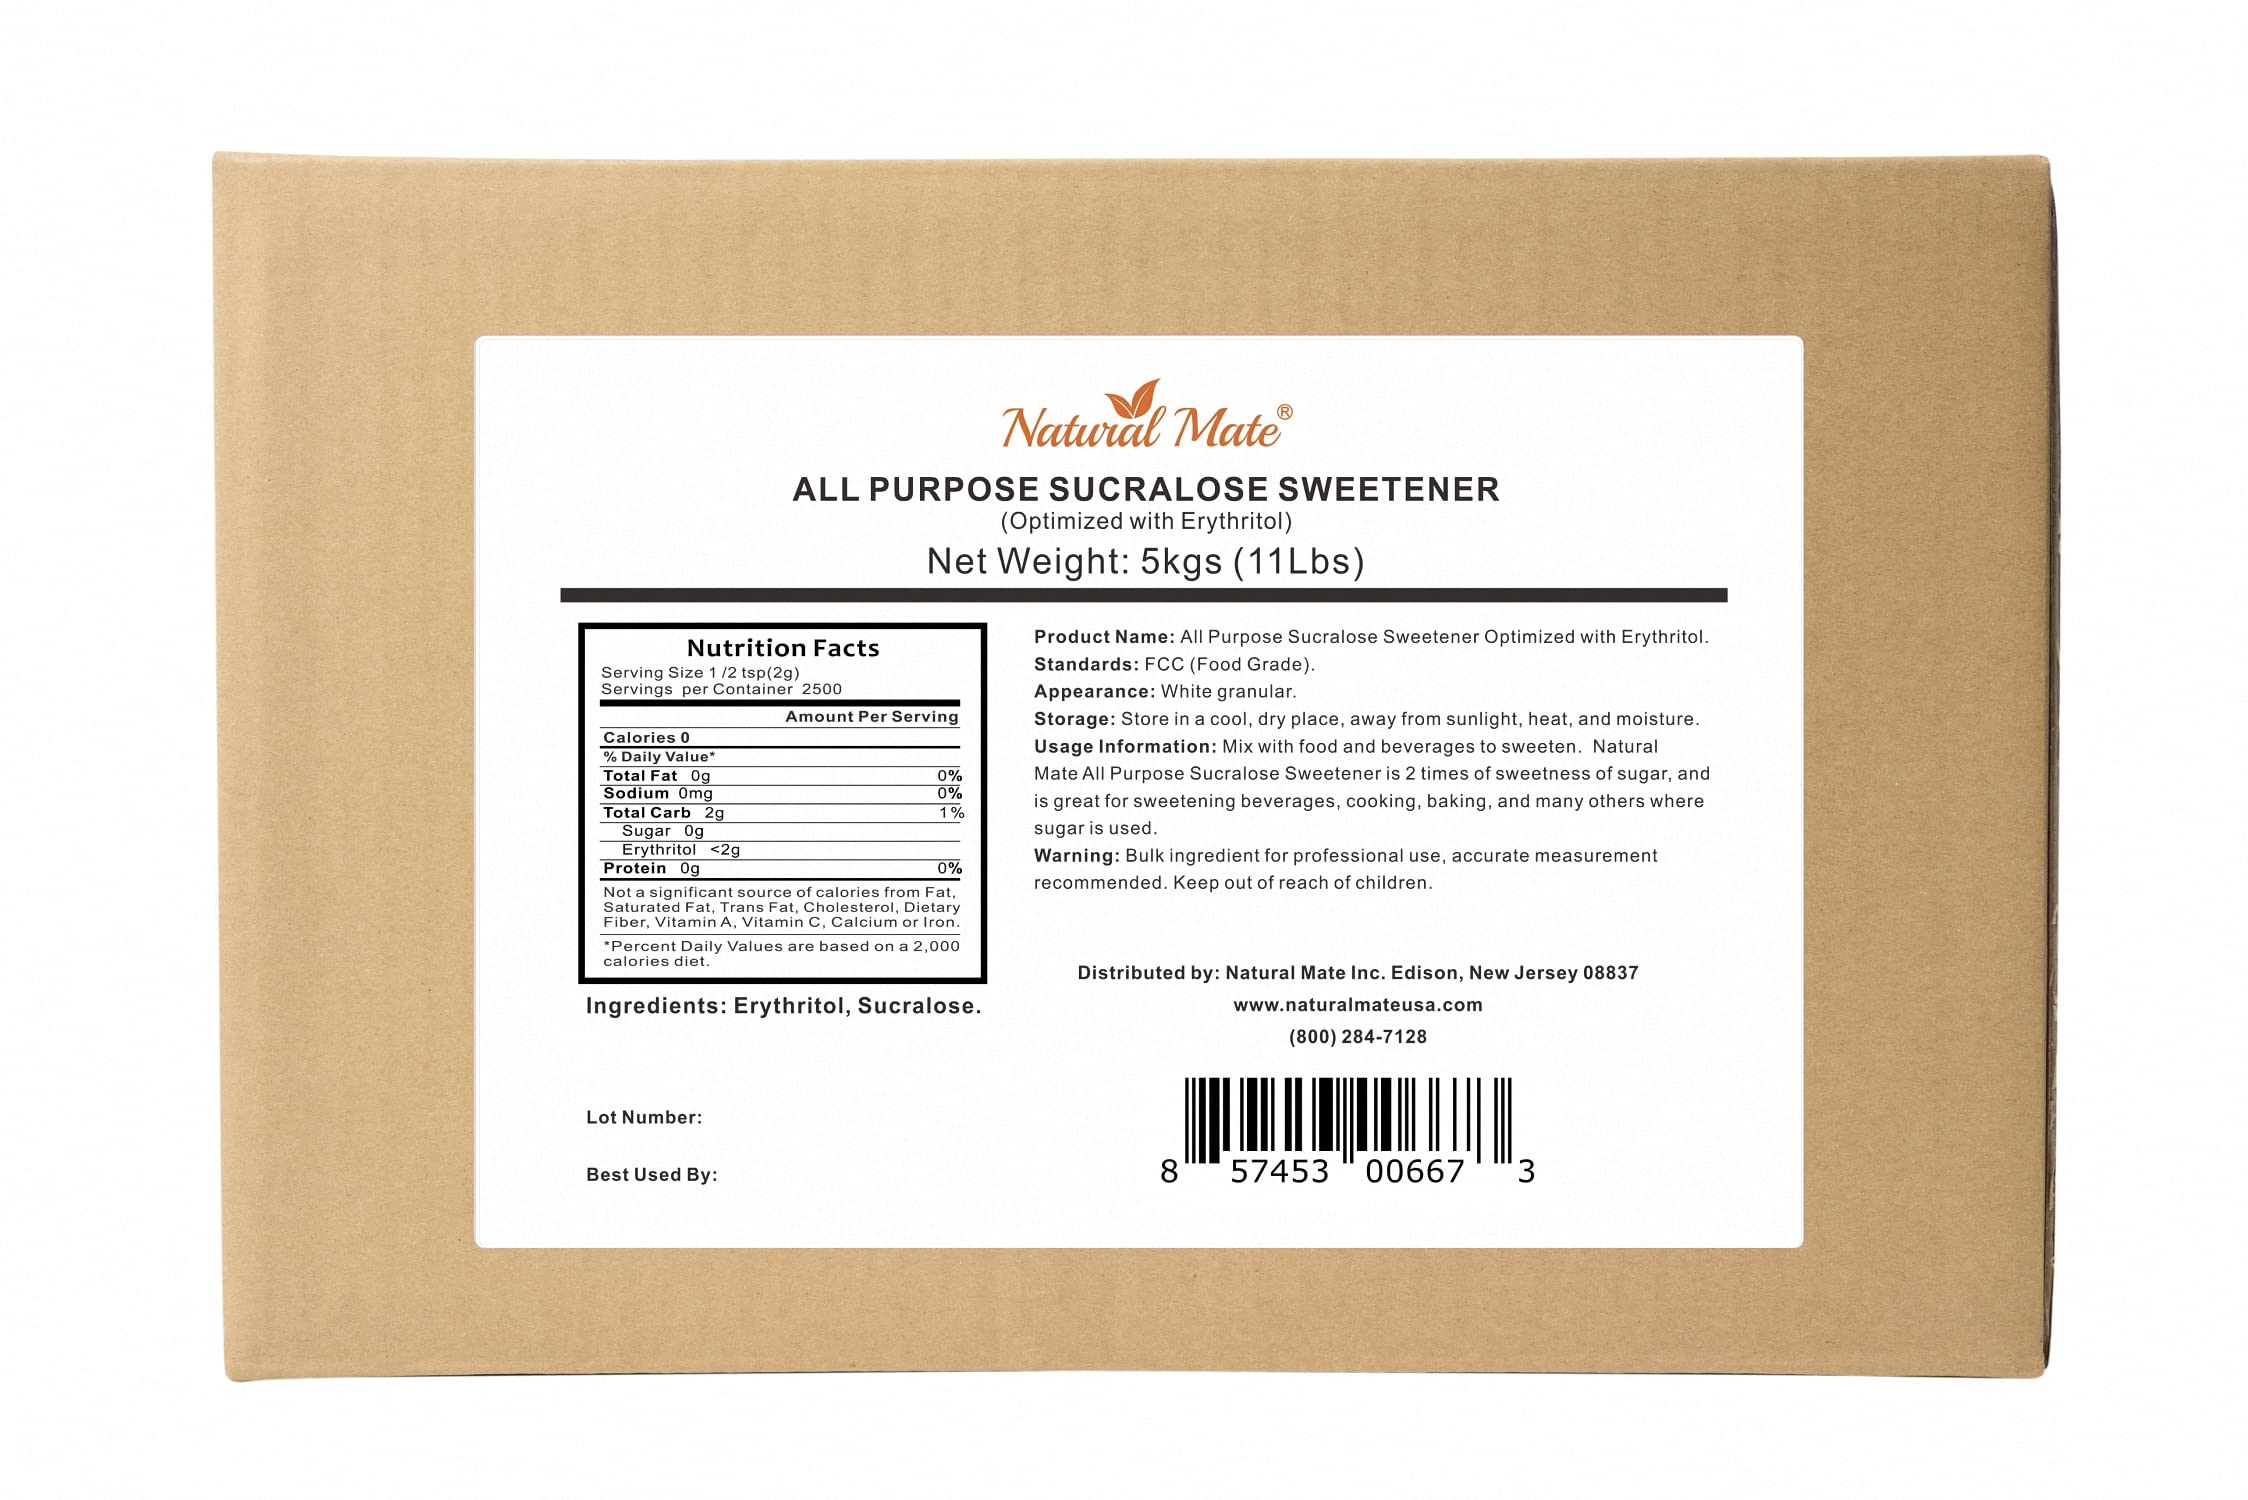 Natural Mate®
ALL PURPOSE SUCRALOSE SWEETENER
(Optimized with Erythritol)
Net Weight: 5kgs (11Lbs)
Nutrition Facts
Serving Size 1 /2 tsp(2g)
Servings per Container 2500
Amount Per Serving
Calories 0
% Daily Value*
Total Fat 0g 0%
Sodium 0mg 0%
Total Carb 2g 1%
Sugar 0g
Erythritol <2g
Protein 0g 0%
Not a significant source of calories from Fat,
Saturated Fat, Trans Fat, Cholesterol, Dietary
Fiber, Vitamin A, Vitamin C, Calcium or Iron.
*Percent Daily Values are based on a 2,000
calories diet.
Ingredients: Erythritol, Sucralose.
Lot Number:
Best Used By:
Product Name: All Purpose Sucralose Sweetener Optimized with Erythritol.
Standards: FCC (Food Grade).
Appearance: White granular.
Storage: Store in a cool, dry place, away from sunlight, heat, and moisture.
Usage Information: Mix with food and beverages to sweeten. Natural
Mate All Purpose Sucralose Sweetener is 2 times of sweetness of sugar, and
is great for sweetening beverages, cooking, baking, and many others where
sugar is used.
Warning: Bulk ingredient for professional use, accurate measurement
recommended. Keep out of reach of children.
Distributed by: Natural Mate Inc. Edison, New Jersey 08837
www.naturalmateusa.com
(800) 284-7128
8 57453 00667 3